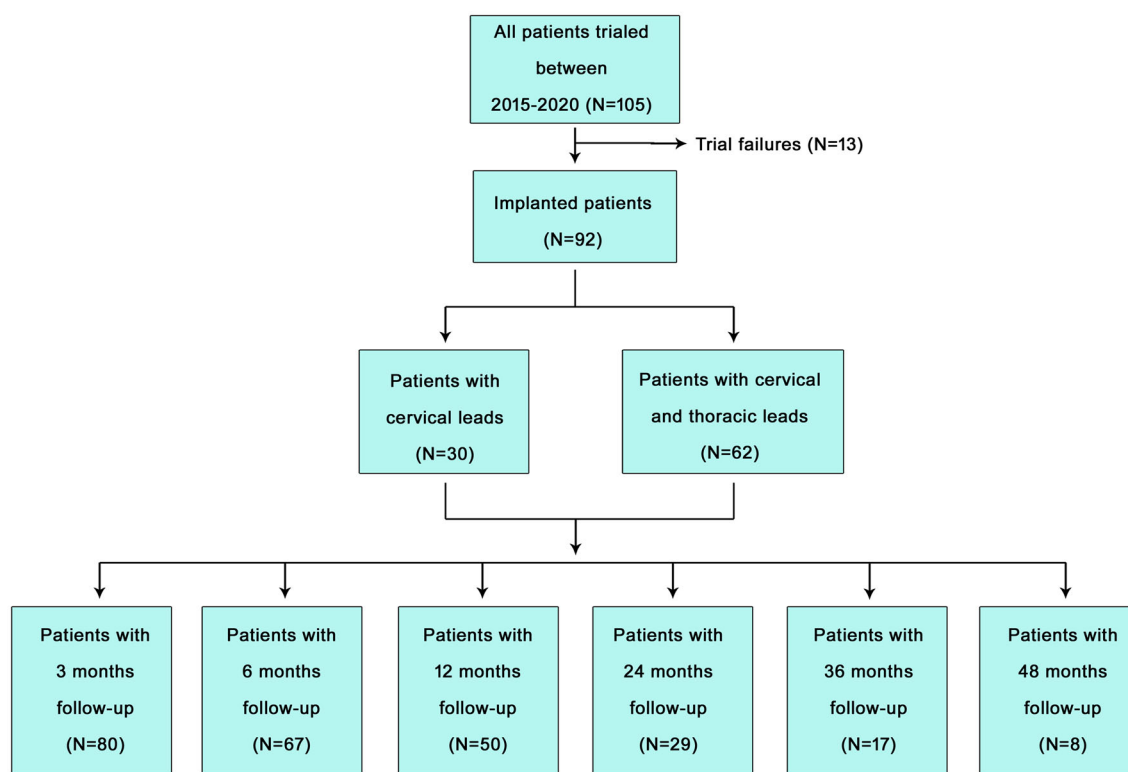 All patients trialed
between
2015-2020 (N=105)
Trial failures (N=13)
Implanted patients
(N=92)
Patients with
cervical leads
(N=30)
Patients with cervical
and thoracic leads
(N=62)
Patients with
3 months
follow-up
(N=80)
Patients with
6 months
follow-up
(N=67)
Patients with
12 months
follow-up
(N=50)
Patients with
24 months
follow-up
(N=29)
Patients with
36 months
follow-up
(N=17)
Patients with
48 months
follow-up
(N=8)